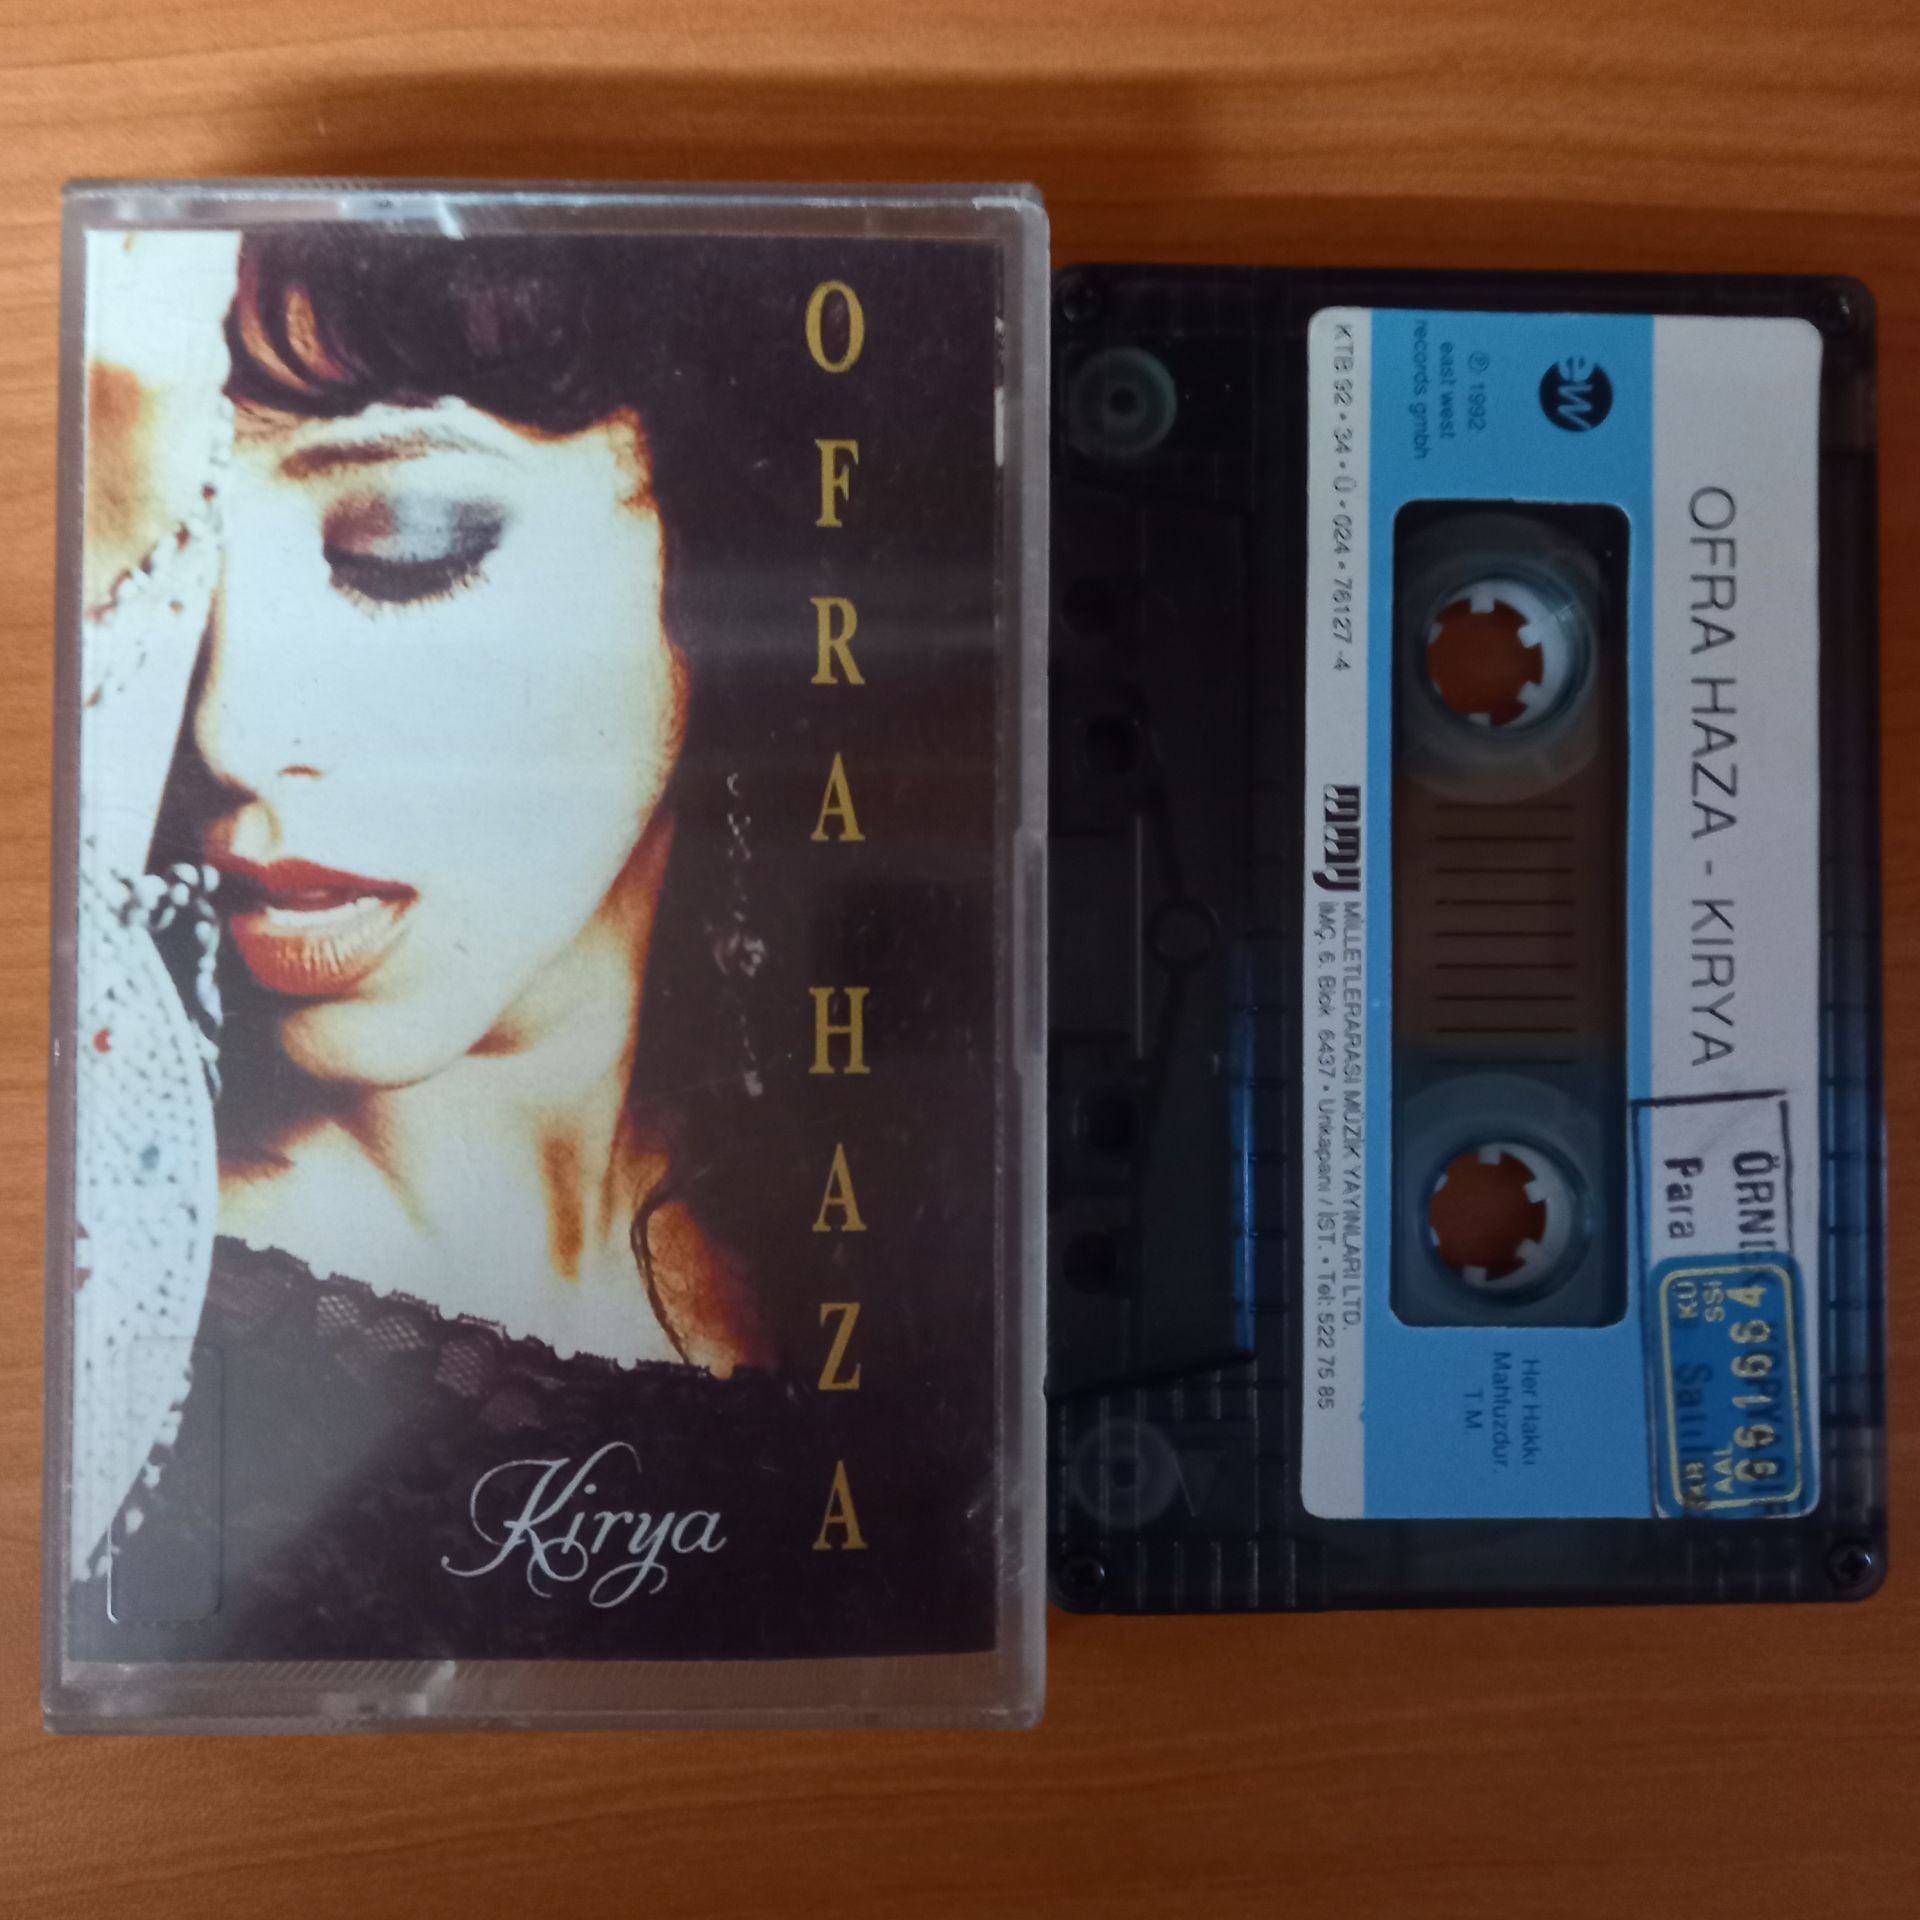 OFRA HAZA
Kirya
OFRA HAZA - KIRYA
ew
℗ 1992
east west
records gmbh
KTB 92 • 34 • Ü • 024 • 76127 -4
MİLLETLERARASI MÜZİK YAYINLARI LTD.
İMÇ. 6. Blok 6437 • Unkapanı / İST. • Tel: 522 75 85
Her Hakkı
Mahfuzdur.
T.M.
Para